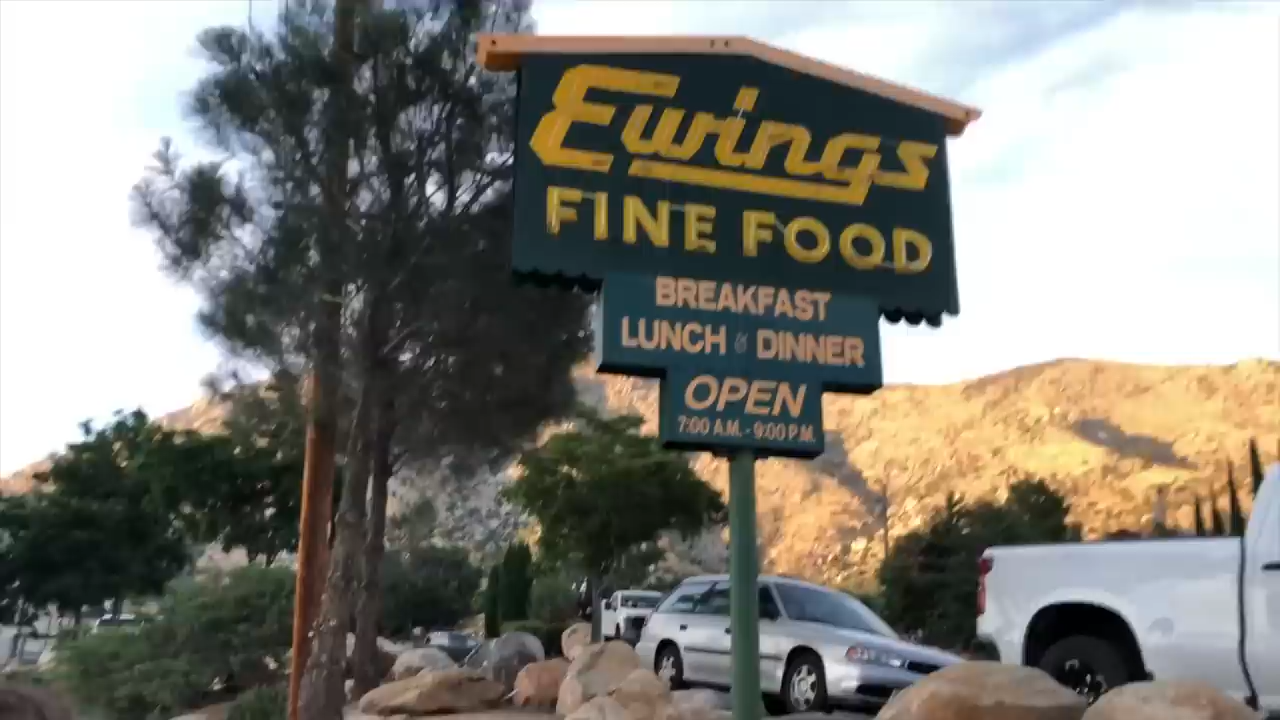 Ewings
FINE FOOD
BREAKFAST
LUNCH & DINNER
OPEN
7:00 A.M. - 9:00 P.M.